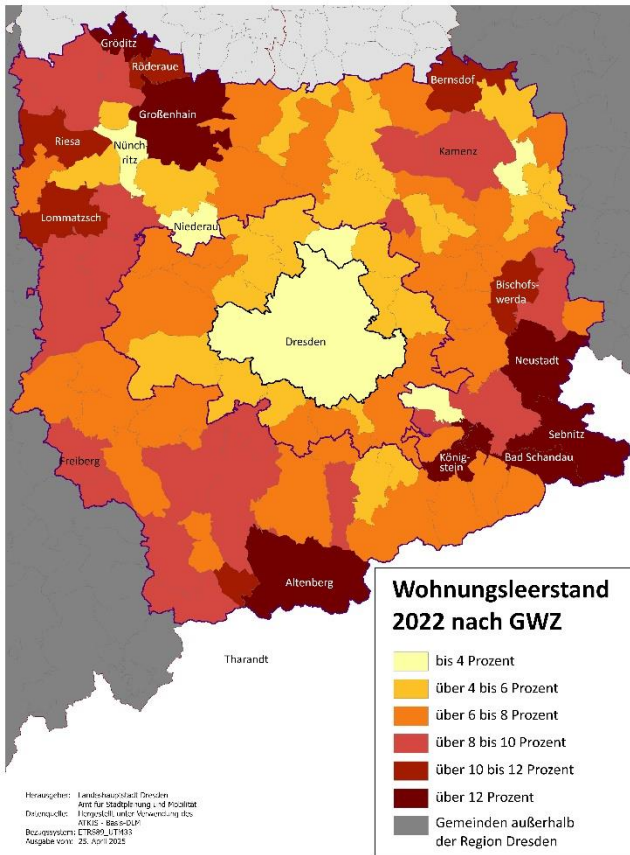 Gröditz
Röderaue
Großenhain
Bernsdof
Riesa
Nünch-
ritz
Kamenz
Lommatzsch
Niederau
Bischofs-
werda
Dresden
Neustadt
Sebnitz
Freiberg
König-
stein
Bad Schandau
Altenberg
Tharandt
Wohnungsleerstand
2022 nach GWZ
bis 4 Prozent
über 4 bis 6 Prozent
über 6 bis 8 Prozent
über 8 bis 10 Prozent
über 10 bis 12 Prozent
über 12 Prozent
Gemeinden außerhalb
der Region Dresden
Herausgeber: Landeshauptstadt Dresden
Amt für Stadtplanung und Mobilität
Datenquelle: Hergestellt unter Verwendung des
ATKIS - Basis-DLM
Bezugssystem: ETRS89_UTM33
Ausgabe vom: 25. April 2025